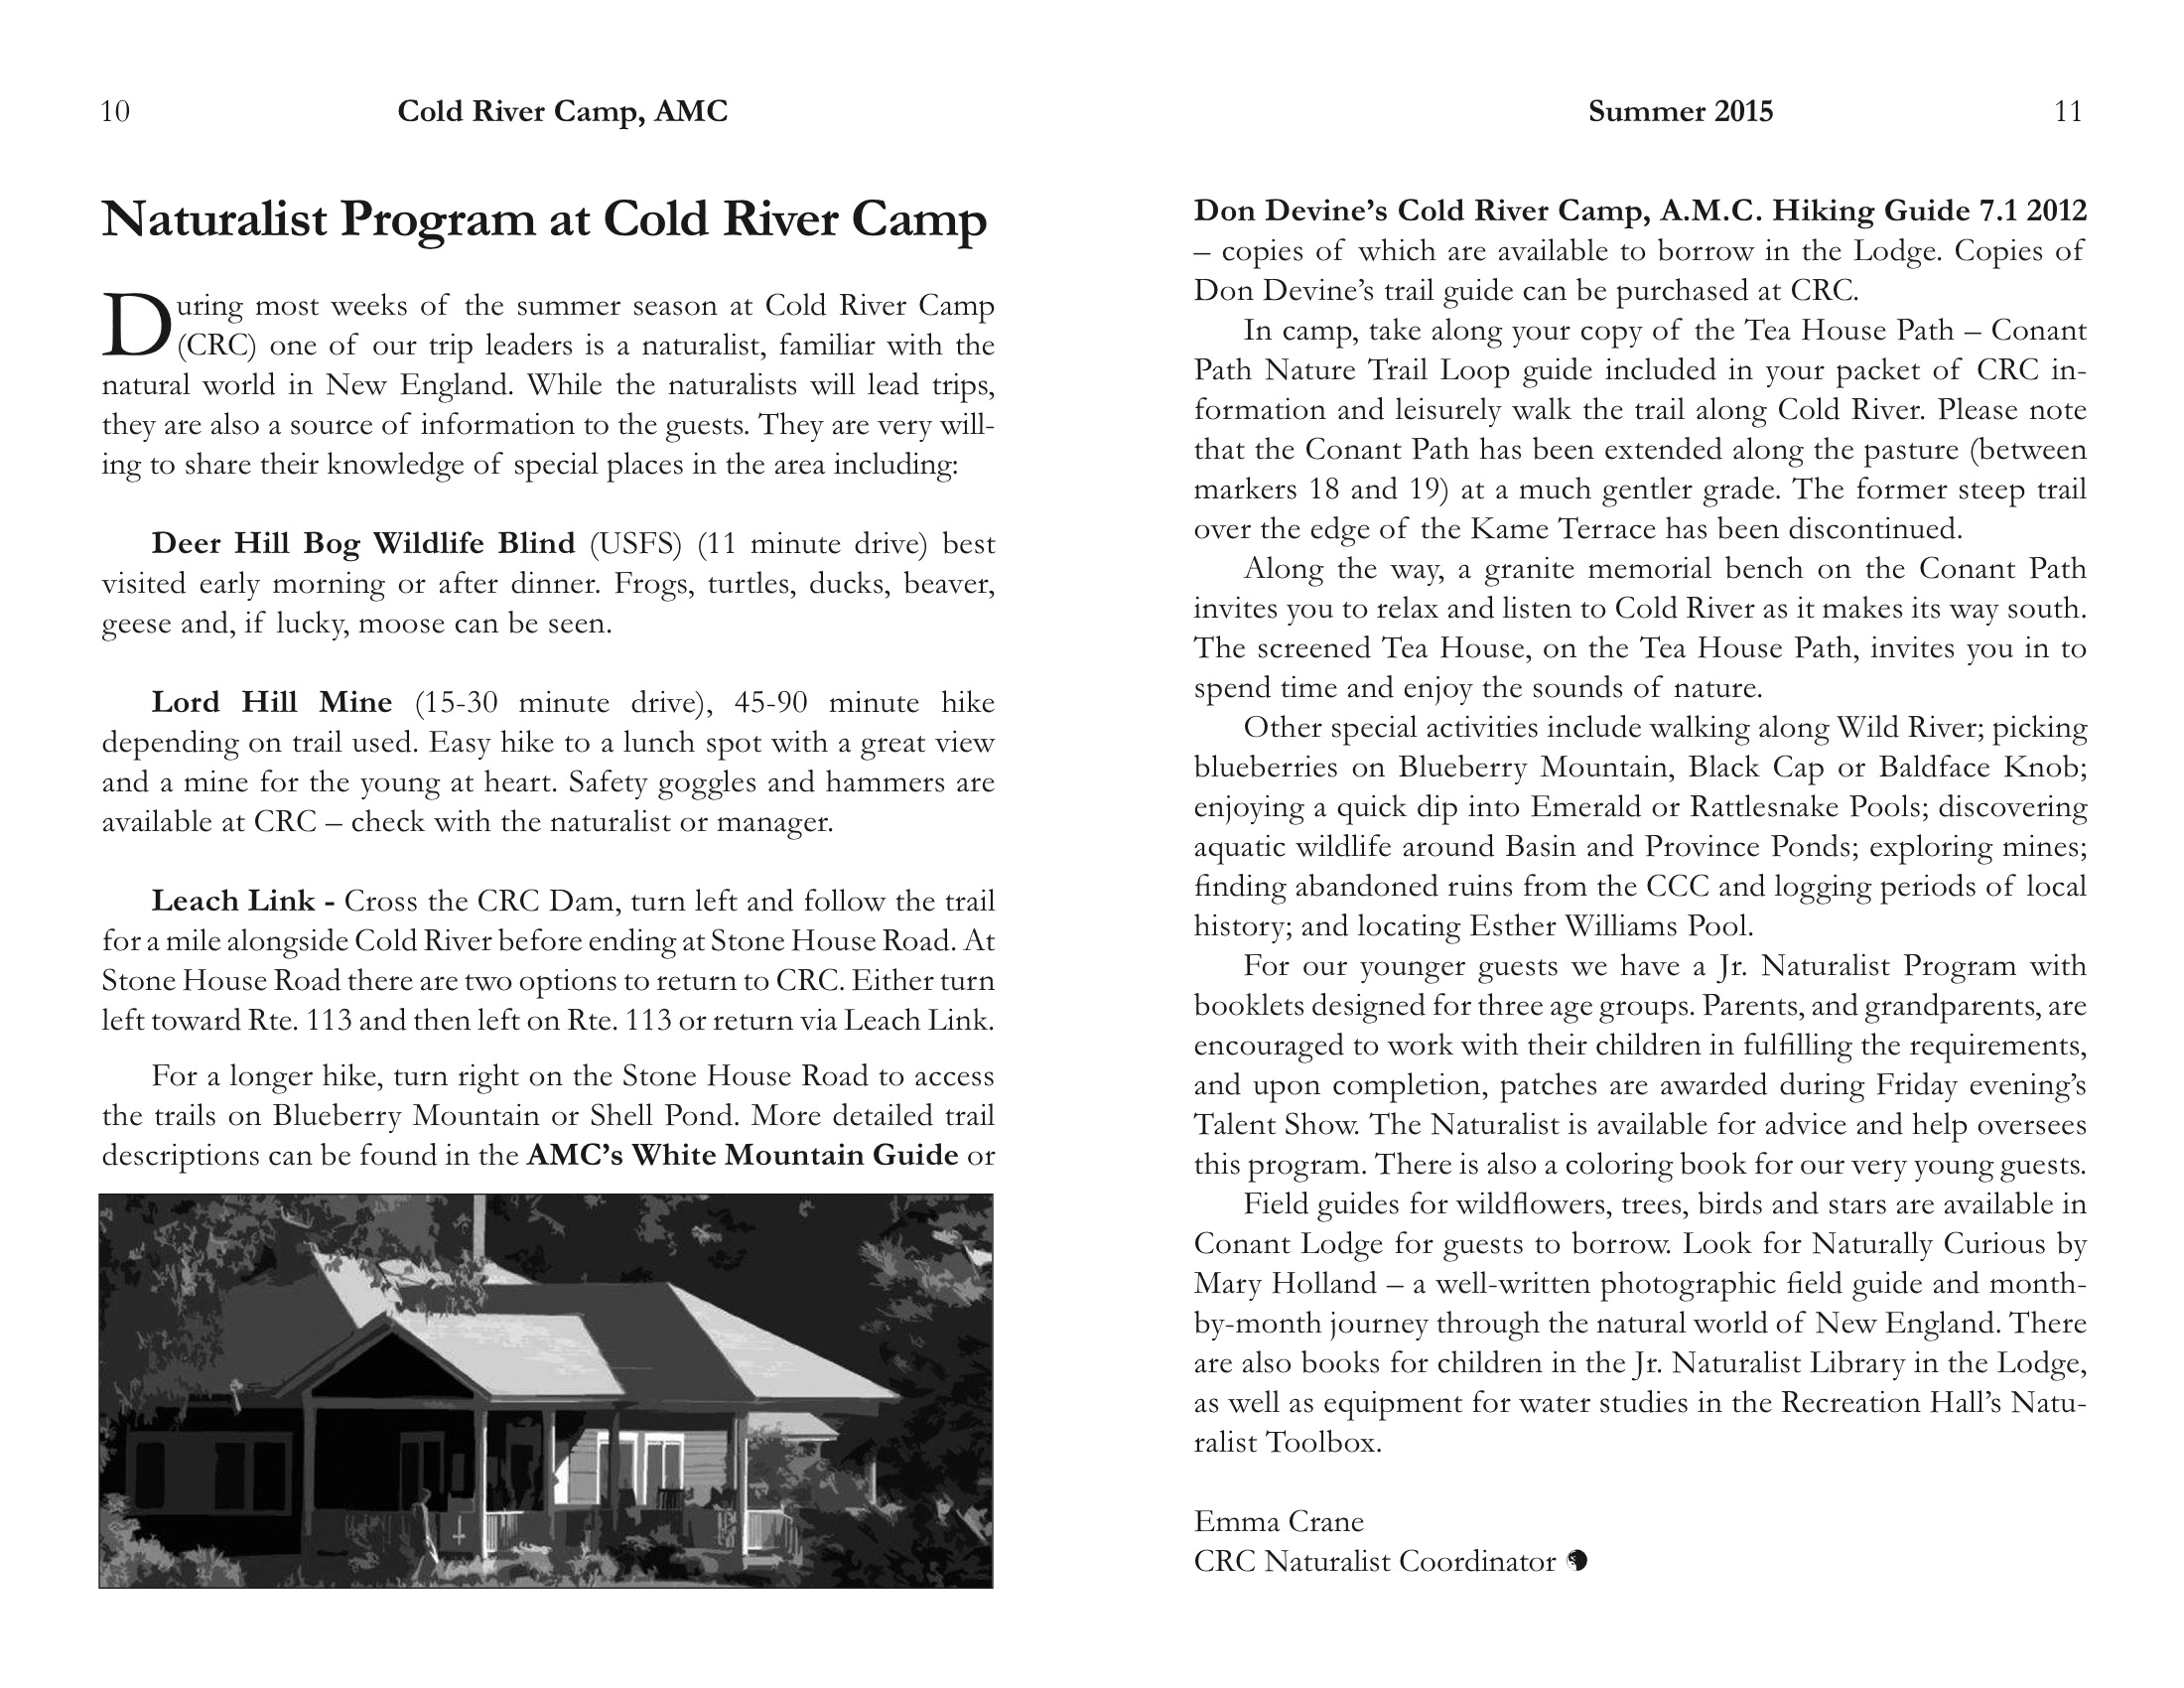 10
Cold River Camp, AMC
Naturalist Program at Cold River Camp
During most weeks of the summer season at Cold River Camp
(CRC) one of our trip leaders is a naturalist, familiar with the
natural world in New England. While the naturalists will lead trips,
they are also a source of information to the guests. They are very will-
ing to share their knowledge of special places in the area including:
Deer Hill Bog Wildlife Blind (USFS) (11 minute drive) best
visited early morning or after dinner. Frogs, turtles, ducks, beaver,
geese and, if lucky, moose can be seen.
Lord Hill Mine (15-30 minute drive), 45-90 minute hike
depending on trail used. Easy hike to a lunch spot with a great view
and a mine for the young at heart. Safety goggles and hammers are
available at CRC – check with the naturalist or manager.
Leach Link - Cross the CRC Dam, turn left and follow the trail
for a mile alongside Cold River before ending at Stone House Road. At
Stone House Road there are two options to return to CRC. Either turn
left toward Rte. 113 and then left on Rte. 113 or return via Leach Link.
For a longer hike, turn right on the Stone House Road to access
the trails on Blueberry Mountain or Shell Pond. More detailed trail
descriptions can be found in the AMC's White Mountain Guide or
Summer 2015
11
Don Devine's Cold River Camp, A.M.C. Hiking Guide 7.1 2012
– copies of which are available to borrow in the Lodge. Copies of
Don Devine's trail guide can be purchased at CRC.
In camp, take along your copy of the Tea House Path – Conant
Path Nature Trail Loop guide included in your packet of CRC in-
formation and leisurely walk the trail along Cold River. Please note
that the Conant Path has been extended along the pasture (between
markers 18 and 19) at a much gentler grade. The former steep trail
over the edge of the Kame Terrace has been discontinued.
Along the way, a granite memorial bench on the Conant Path
invites you to relax and listen to Cold River as it makes its way south.
The screened Tea House, on the Tea House Path, invites you in to
spend time and enjoy the sounds of nature.
Other special activities include walking along Wild River; picking
blueberries on Blueberry Mountain, Black Cap or Baldface Knob;
enjoying a quick dip into Emerald or Rattlesnake Pools; discovering
aquatic wildlife around Basin and Province Ponds; exploring mines;
finding abandoned ruins from the CCC and logging periods of local
history; and locating Esther Williams Pool.
For our younger guests we have a Jr. Naturalist Program with
booklets designed for three age groups. Parents, and grandparents, are
encouraged to work with their children in fulfilling the requirements,
and upon completion, patches are awarded during Friday evening's
Talent Show. The Naturalist is available for advice and help oversees
this program. There is also a coloring book for our very young guests.
Field guides for wildflowers, trees, birds and stars are available in
Conant Lodge for guests to borrow. Look for Naturally Curious by
Mary Holland – a well-written photographic field guide and month-
by-month journey through the natural world of New England. There
are also books for children in the Jr. Naturalist Library in the Lodge,
as well as equipment for water studies in the Recreation Hall's Natu-
ralist Toolbox.
Emma Crane
CRC Naturalist Coordinator